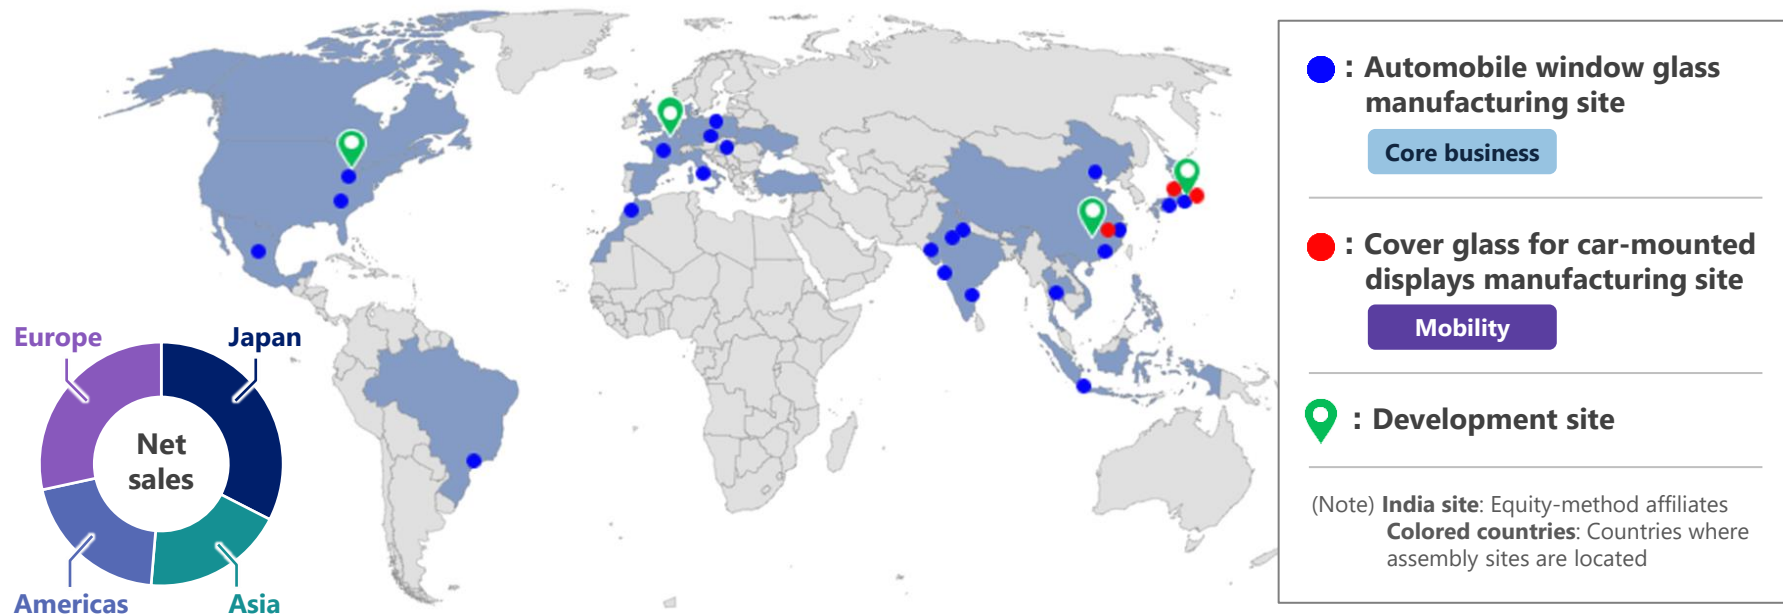 : Automobile window glass
manufacturing site
Core business
: Cover glass for car-mounted
displays manufacturing site
Mobility
: Development site
(Note) India site: Equity-method affiliates
Colored countries: Countries where
assembly sites are located
Europe
Japan
Net
sales
Americas
Asia